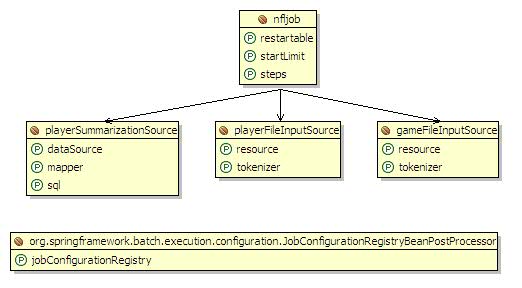 nfljob
restartable
startLimit
steps
playerSummarizationSource
dataSource
mapper
sql
playerFileInputSource
resource
tokenizer
gameFileInputSource
resource
tokenizer
org.springframework.batch.execution.configuration.JobConfigurationRegistryBeanPostProcessor
jobConfigurationRegistry